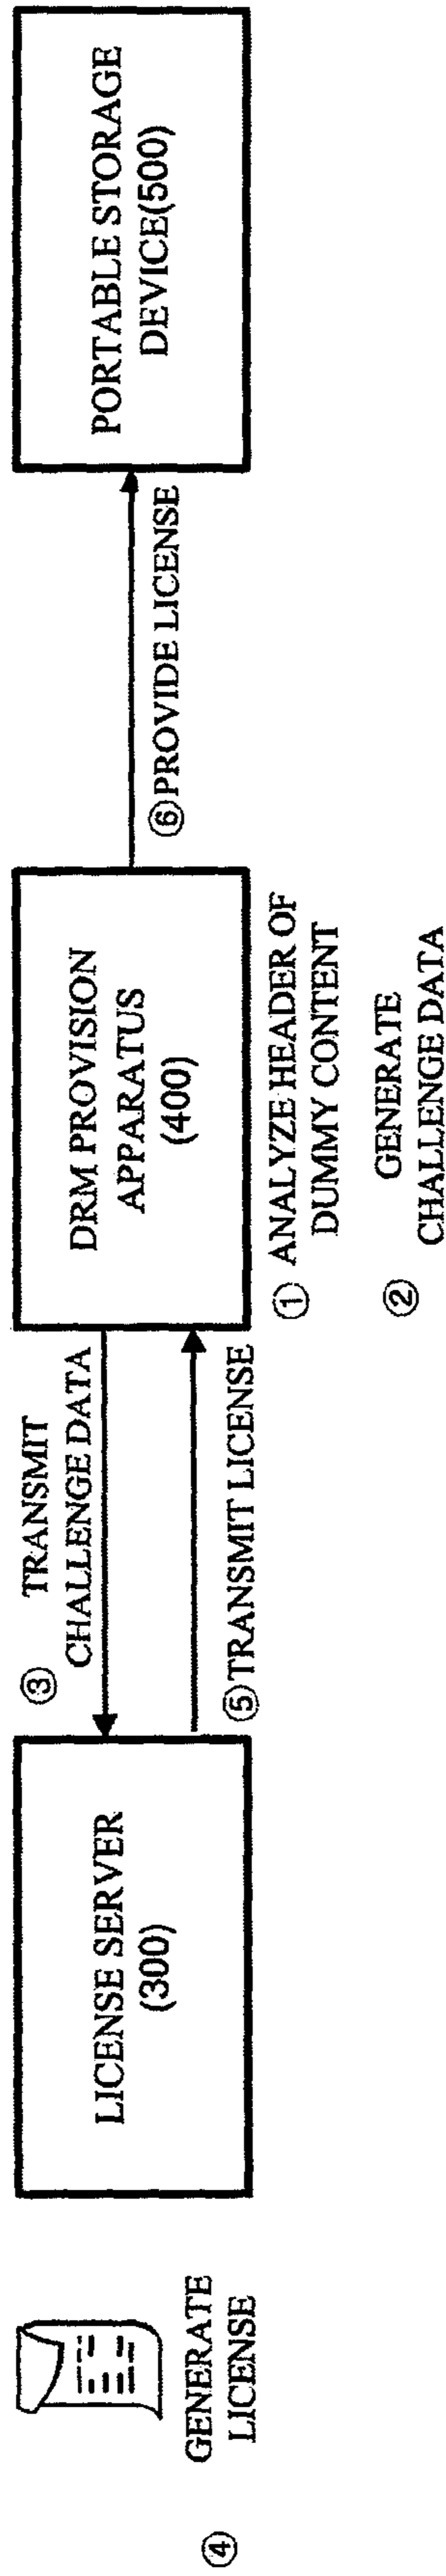 ④
GENERATE
LICENSE
LICENSE SERVER
(300)
③ TRANSMIT
CHALLENGE DATA
⑤TRANSMIT LICENSE
DRM PROVISION
APPARATUS
(400)
① ANALYZE HEADER OF
DUMMY CONTENT
② GENERATE
CHALLENGE DATA
⑥PROVIDE LICENSE
PORTABLE STORAGE
DEVICE(500)